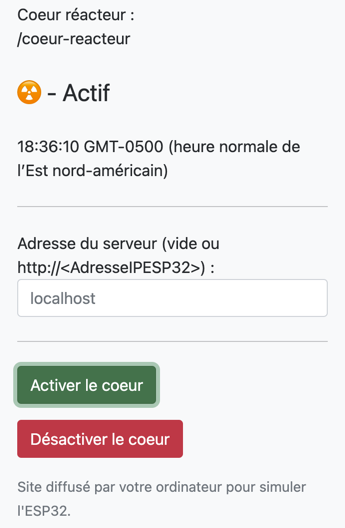 Coeur réacteur :
/coeur-reacteur
☢️ - Actif
18:36:10 GMT-0500 (heure normale de
l’Est nord-américain)
Adresse du serveur (vide ou
http://<AdresseIPESP32>) :
localhost
Activer le coeur
Désactiver le coeur
Site diffusé par votre ordinateur pour simuler
l'ESP32.